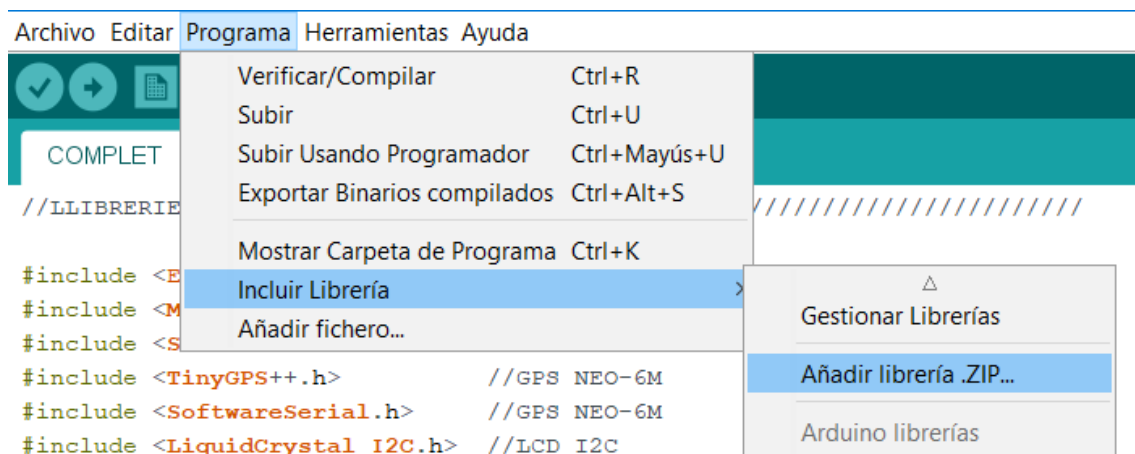 Archivo Editar Programa Herramientas Ayuda
Verificar/Compilar Ctrl+R
Subir Ctrl+U
COMPLET Subir Usando Programador Ctrl+Mayús+U
Exportar Binarios compilados Ctrl+Alt+S
//LLIBRERIE ///////////////////////
Mostrar Carpeta de Programa Ctrl+K
#include <E
Incluir Librería
#include <M
Gestionar Librerías
Añadir fichero...
#include <S
#include <TinyGPS++.h> //GPS NEO-6M
Añadir librería .ZIP...
#include <SoftwareSerial.h> //GPS NEO-6M
#include <LiquidCrystal I2C.h> //LCD I2C
Arduino librerías